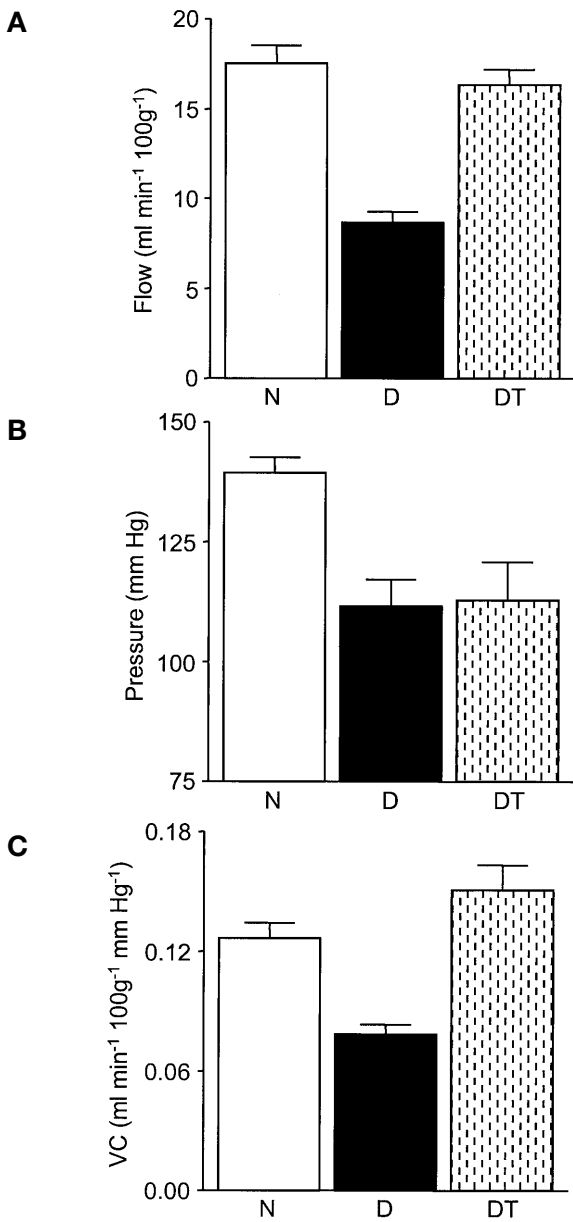 A
Flow (ml min⁻¹ 100g⁻¹)
20
15
10
5
0
N D DT
B
Pressure (mm Hg)
150
125
100
75
N D DT
C
VC (ml min⁻¹ 100g⁻¹ mm Hg⁻¹)
0.18
0.12
0.06
0.00
N D DT